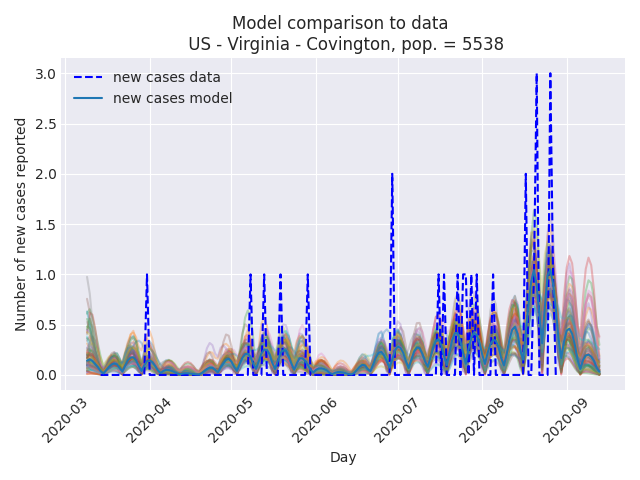 Model comparison to data
US - Virginia - Covington, pop. = 5538
new cases data
new cases model
Number of new cases reported
3.0
2.5
2.0
1.5
1.0
0.5
0.0
2020-03
2020-04
2020-05
2020-06
2020-07
2020-08
2020-09
Day